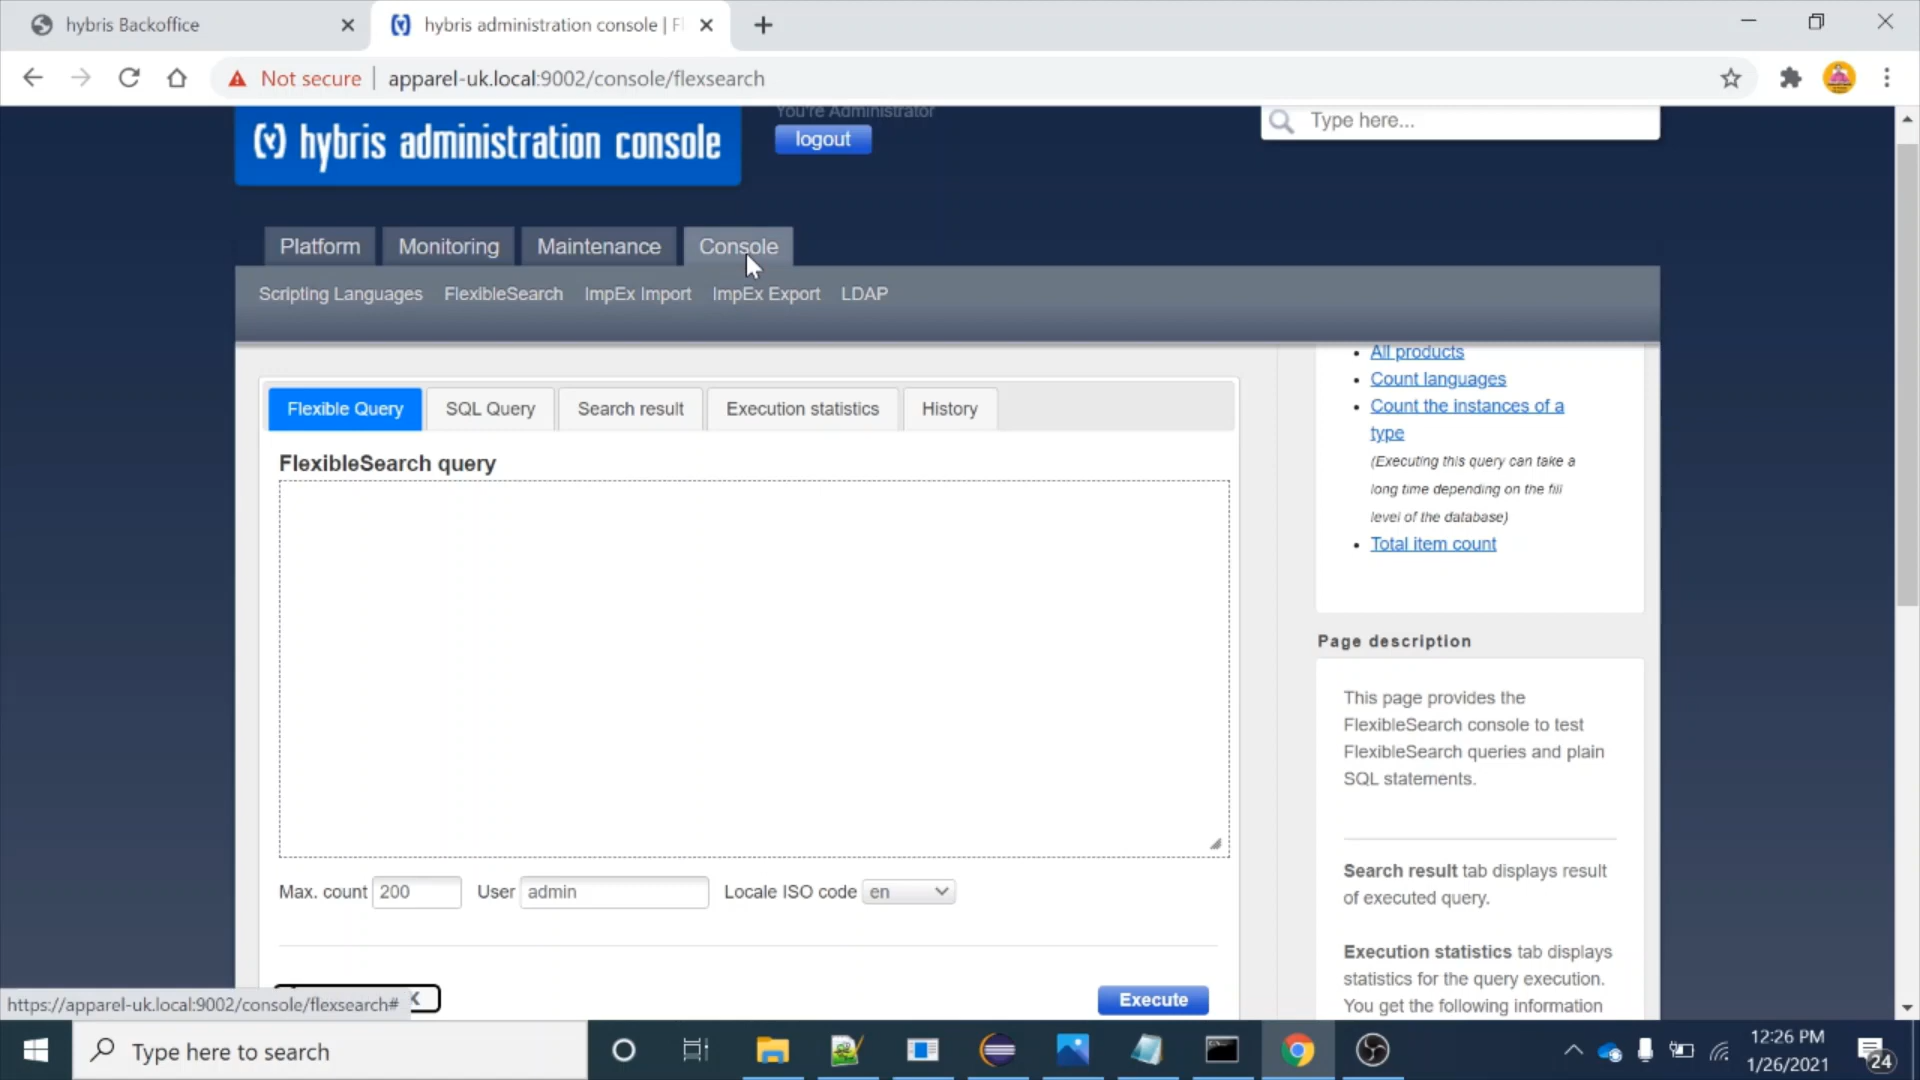 hybris Backoffice
hybris administration console | F
Not secure
apparel-uk.local:9002/console/flexsearch
You're Administrator
hybris administration console
logout
Type here...
Platform
Monitoring
Maintenance
Console
Scripting Languages
FlexibleSearch
ImpEx Import
ImpEx Export
LDAP
All products
Count languages
Count the instances of a
type
(Executing this query can take a
long time depending on the fill
level of the database)
Total item count
Flexible Query
SQL Query
Search result
Execution statistics
History
FlexibleSearch query
Max. count 200
User admin
Locale ISO code en
Page description
This page provides the
FlexibleSearch console to test
FlexibleSearch queries and plain
SQL statements.
Search result tab displays result
of executed query.
Execution statistics tab displays
statistics for the query execution.
You get the following information
Execute
https://apparel-uk.local:9002/console/flexsearch#
Type here to search
12:26 PM
1/26/2021
24